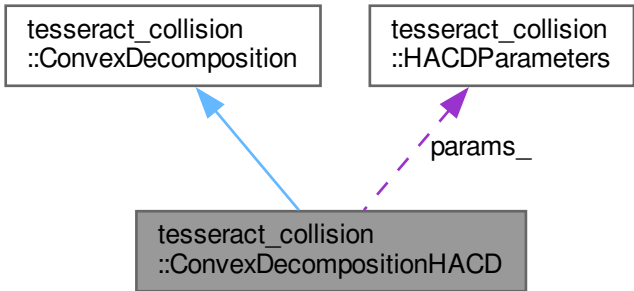 tesseract_collision
::ConvexDecomposition
tesseract_collision
::HACDParameters
params_
tesseract_collision
::ConvexDecompositionHACD